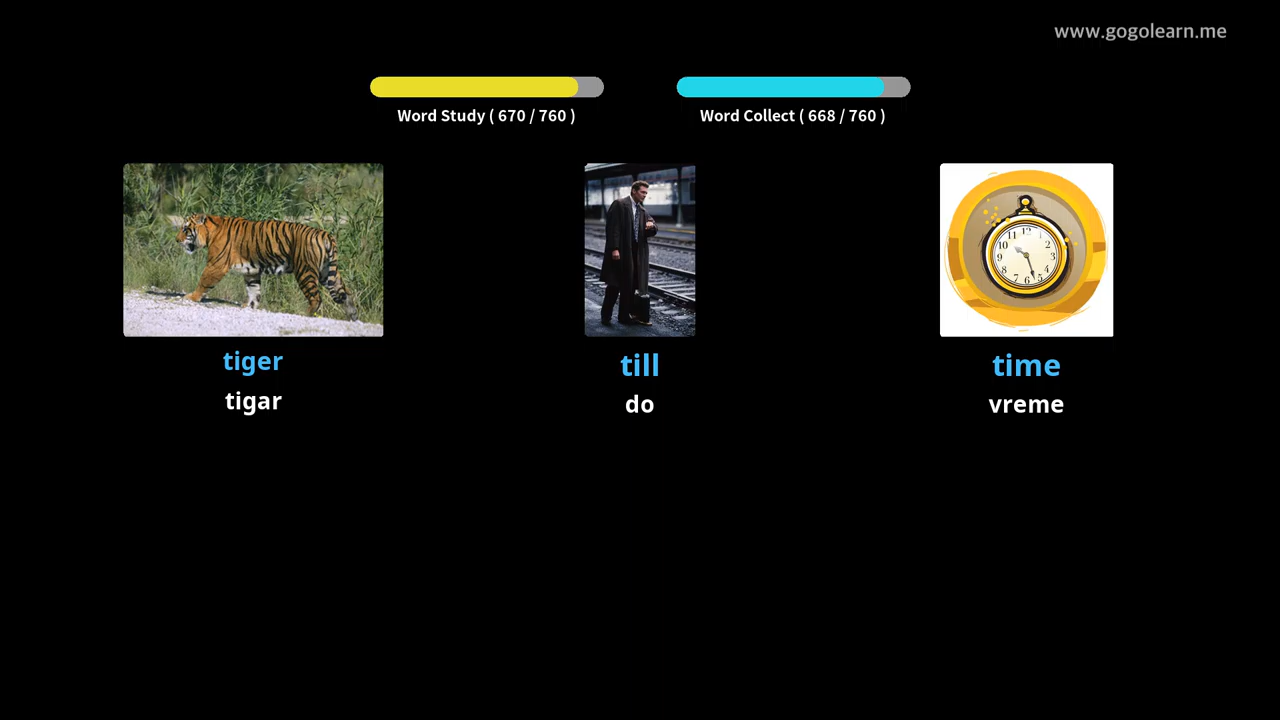 www.gogolearn.me
Word Study ( 670 / 760 )
Word Collect ( 668 / 760 )
tiger
tigar
till
do
time
vreme